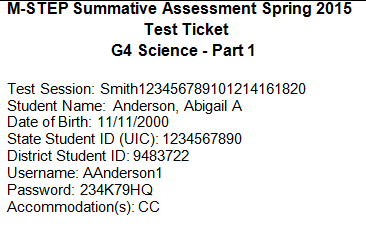 M-STEP Summative Assessment Spring 2015
Test Ticket
G4 Science - Part 1
Test Session: Smith123456789101214161820
Student Name: Anderson, Abigail A
Date of Birth: 11/11/2000
State Student ID (UIC): 1234567890
District Student ID: 9483722
Username: AAnderson1
Password: 234K79HQ
Accommodation(s): CC